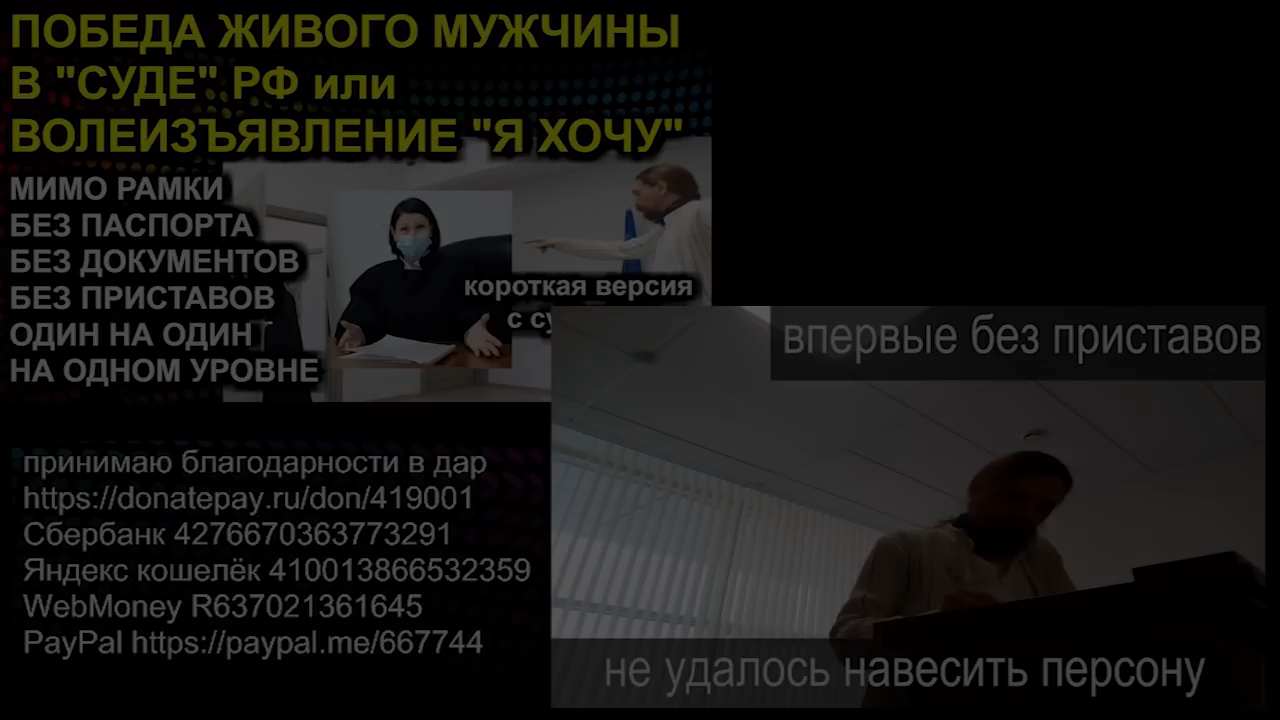 ПОБЕДА ЖИВОГО МУЖЧИНЫ
В "СУДЕ" РФ или
ВОЛЕИЗЪЯВЛЕНИЕ "Я ХОЧУ"
МИМО РАМКИ
БЕЗ ПАСПОРТА
БЕЗ ДОКУМЕНТОВ
БЕЗ ПРИСТАВОВ
ОДИН НА ОДИН
НА ОДНОМ УРОВНЕ
короткая версия
с
впервые без приставов
не удалось навесить персону
принимаю благодарности в дар
https://donatepay.ru/don/419001
Сбербанк 4276670363773291
Яндекс кошелёк 410013866532359
WebMoney R637021361645
PayPal https://paypal.me/667744